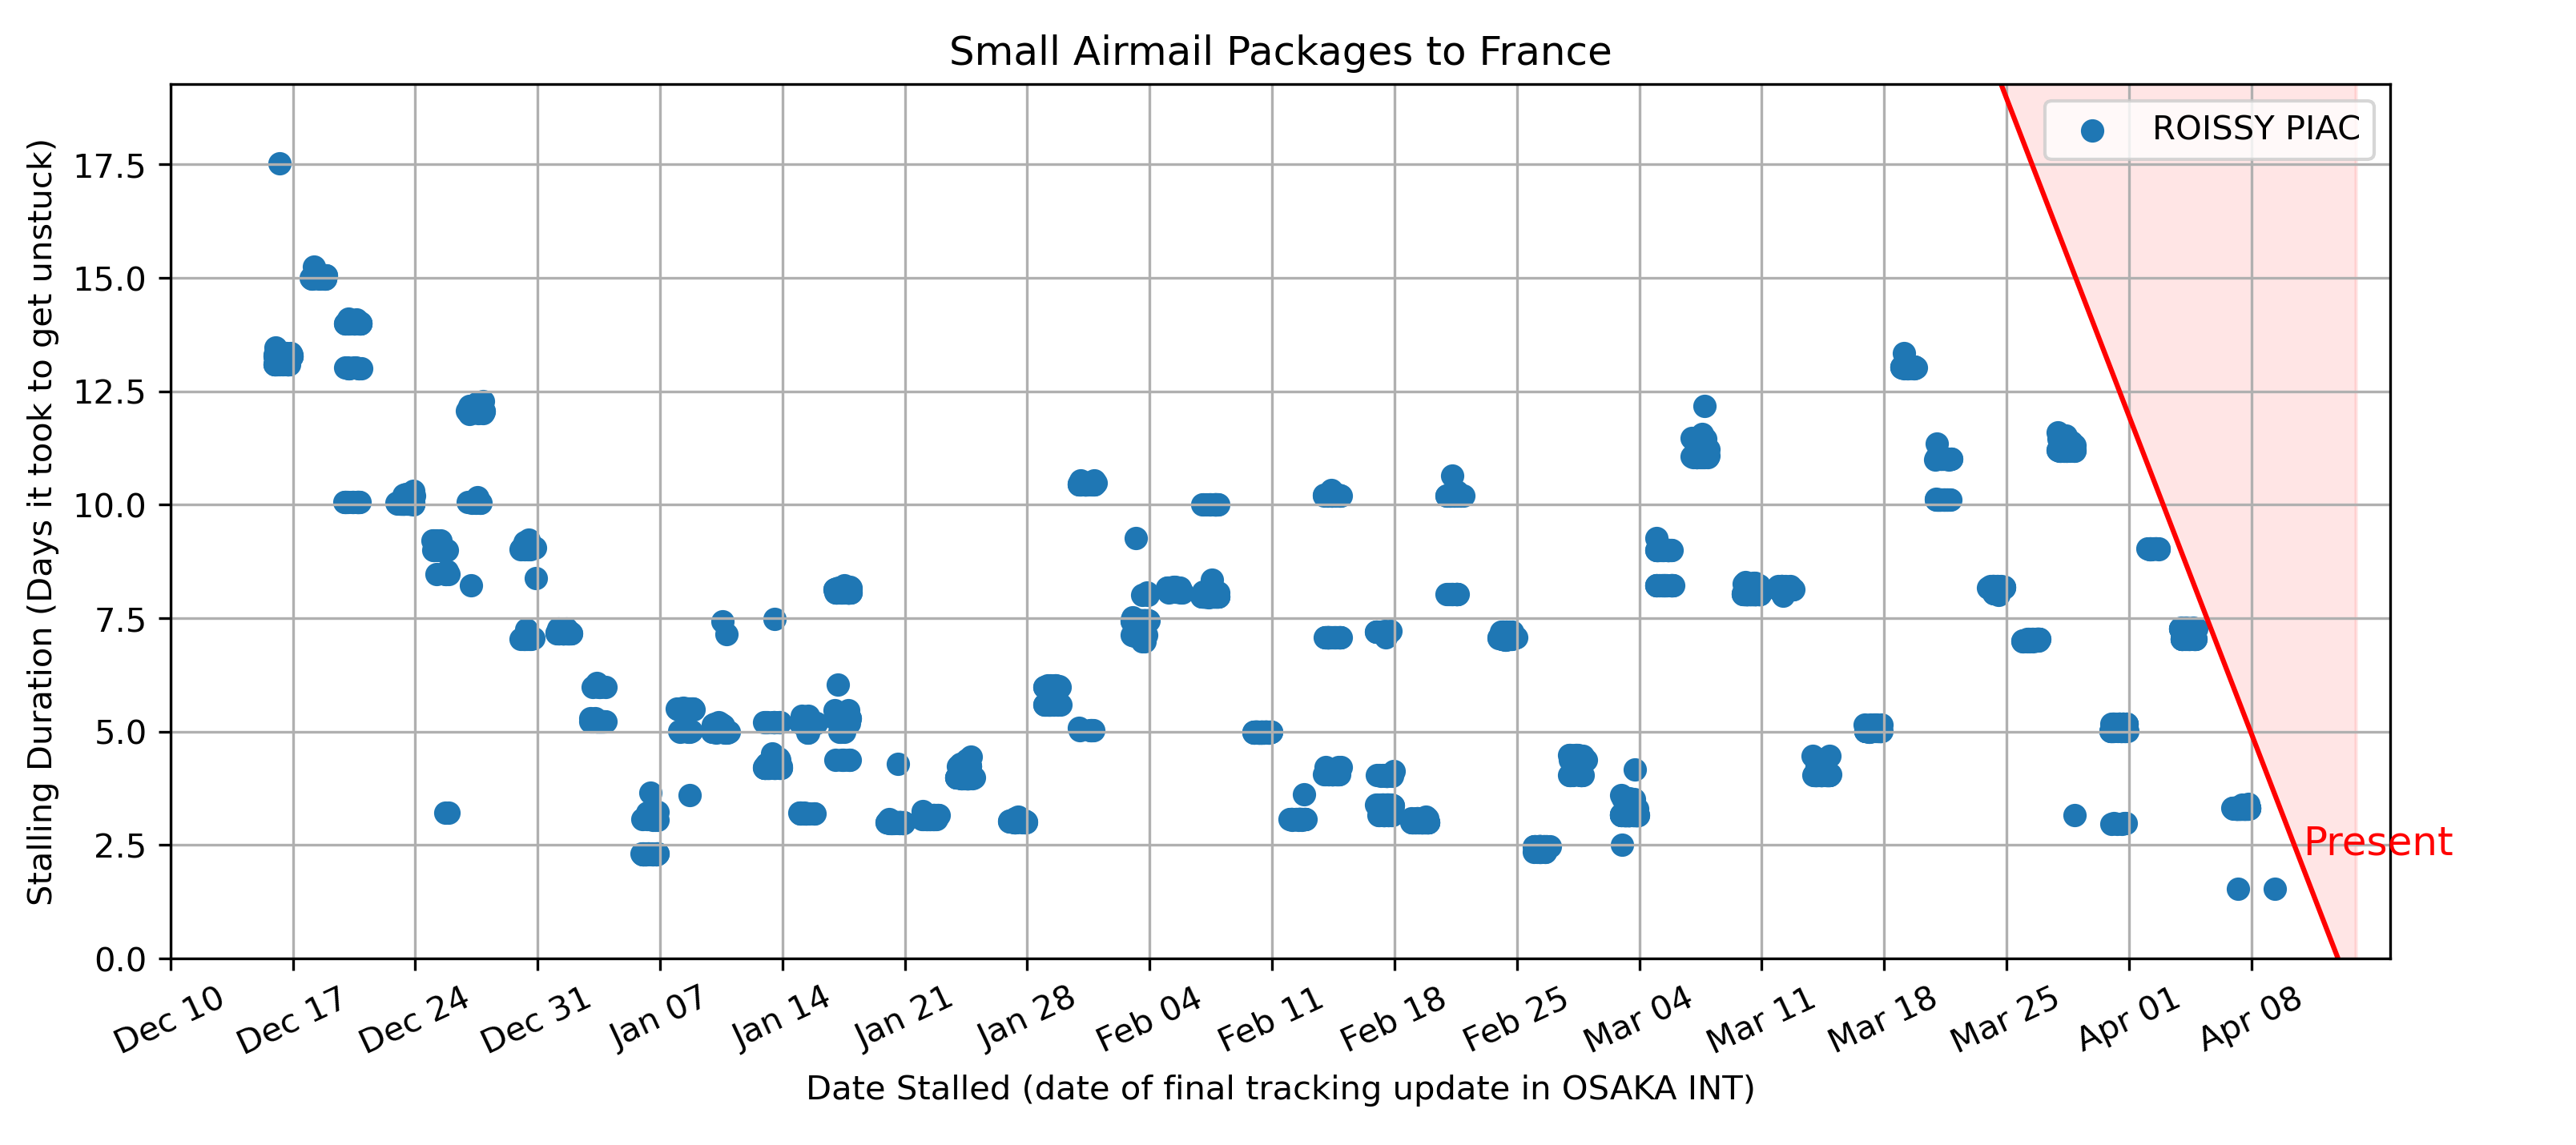 Small Airmail Packages to France
Stalling Duration (Days it took to get unstuck)
17.5
15.0
12.5
10.0
7.5
5.0
2.5
0.0
ROISSY PIAC
Present
Dec 10
Dec 17
Dec 24
Dec 31
Jan 07
Jan 14
Jan 21
Jan 28
Feb 04
Feb 11
Feb 18
Feb 25
Mar 04
Mar 11
Mar 18
Mar 25
Apr 01
Apr 08
Date Stalled (date of final tracking update in OSAKA INT)